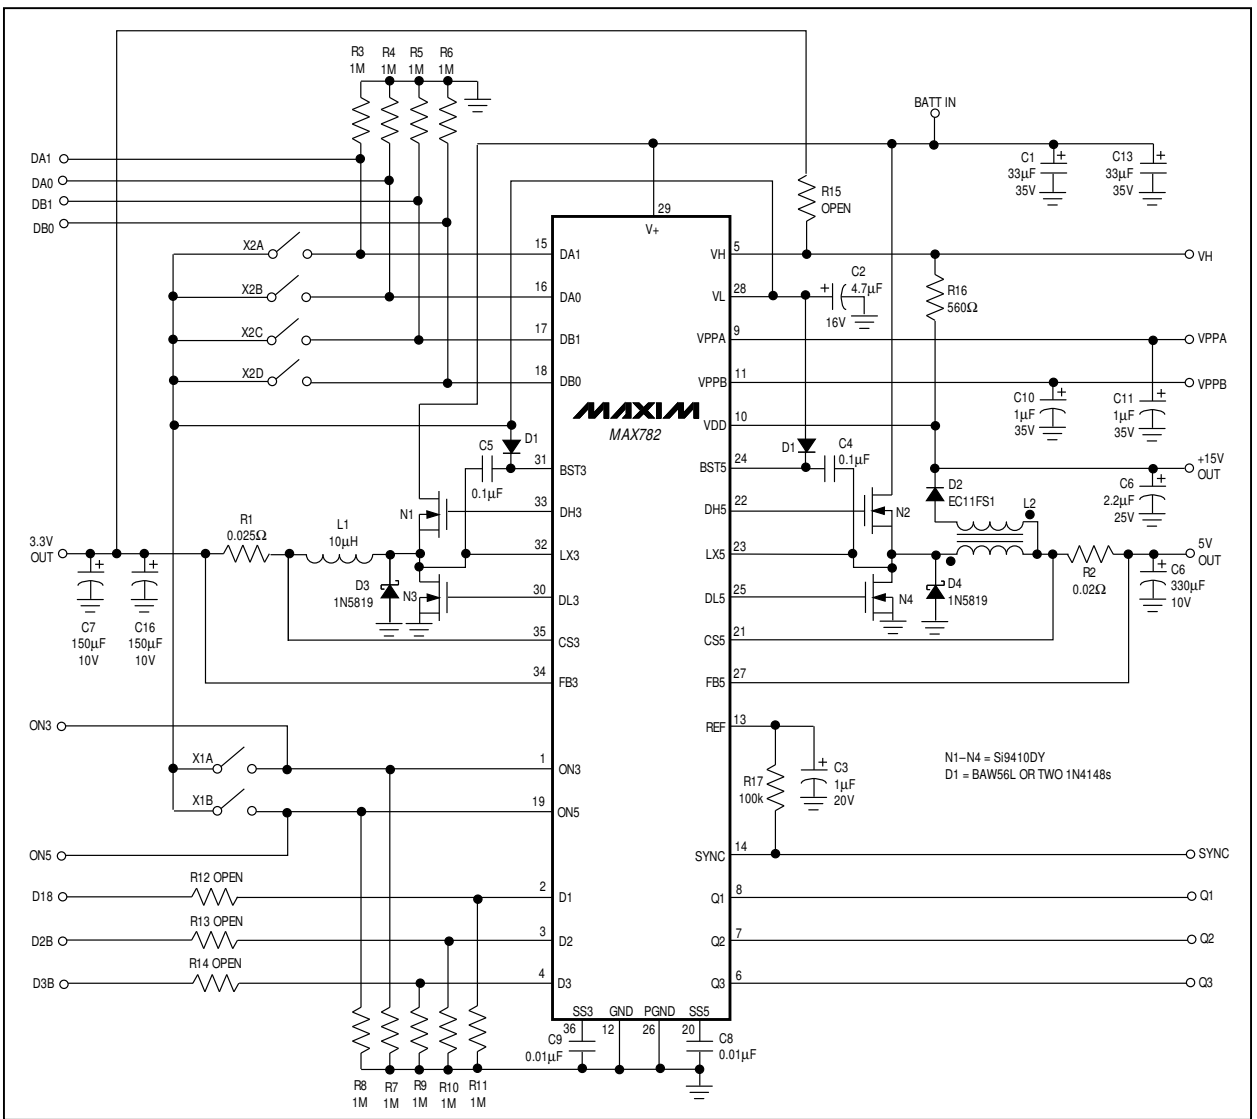 R3 R4 R5 R6
1M 1M 1M 1M
BATT IN
DA1
DA0
DB1
DB0
C1
33µF
35V
C13
33µF
35V
R15
OPEN
29
V+
X2A
15 DA1
VH 5
VH
X2B
16 DA0
VL 28
C2
4.7µF
16V
R16
560Ω
X2C
17 DB1
VPPA 9
VPPA
X2D
18 DB0
VPPB 11
VPPB
MAXIM
MAX782
C10
1µF
35V
C11
1µF
35V
VDD 10
C5
0.1µF
D1
31 BST3
BST5 24
D1
C4
0.1µF
+15V
OUT
D2
EC11FS1
C6
2.2µF
25V
N1
33 DH3
DH5 22
N2
L2
3.3V
OUT
R1
0.025Ω
L1
10µH
32 LX3
LX5 23
5V
OUT
R2
0.02Ω
C6
330µF
10V
D3
1N5819
N3
30 DL3
DL5 25
N4
D4
1N5819
C7
150µF
10V
C16
150µF
10V
35 CS3
CS5 21
34 FB3
FB5 27
ON3
REF 13
X1A
1 ON3
R17
100k
C3
1µF
20V
N1–N4 = Si9410DY
D1 = BAW56L OR TWO 1N4148s
X1B
19 ON5
ON5
SYNC 14
SYNC
D18
R12 OPEN
2 D1
Q1 8
Q1
D2B
R13 OPEN
3 D2
Q2 7
Q2
D3B
R14 OPEN
4 D3
Q3 6
Q3
SS3 GND PGND SS5
36 12 26 20
C9
0.01µF
C8
0.01µF
R8 R7 R9 R10 R11
1M 1M 1M 1M 1M